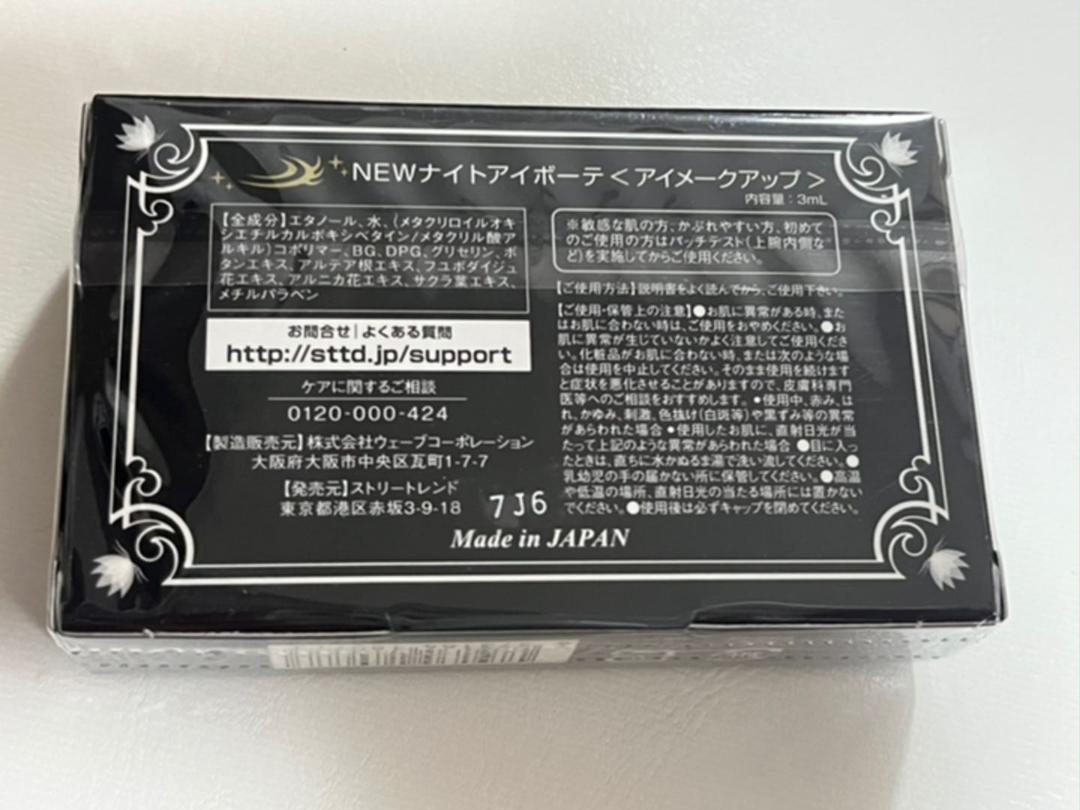 NEWナイトアイボーテ＜アイメークアップ＞
内容量：3mL
【全成分】エタノール、水、(メタクリロイルオキ
シエチルカルボキシベタイン/メタクリル酸ア
ルキル)コポリマー、BG、DPG、グリセリン、ボ
タンエキス、アルテア根エキス、フユボダイジュ
花エキス、アルニカ花エキス、サクラ葉エキス、
メチルパラベン
お問合せ|よくある質問
http://sttd.jp/support
ケアに関するご相談
0120-000-424
【製造販売元】株式会社ウェーブコーポレーション
大阪府大阪市中央区瓦町1-7-7
【発売元】ストリートレンド
東京都港区赤坂3-9-18
7J6
Made in JAPAN
※敏感な肌の方、かぶれやすい方、初めて
のご使用の方はパッチテスト(上腕内側な
ど)を実施してからご使用ください。
【ご使用方法】説明書をよく読んでから、ご使用下さい。
【ご使用・保管上の注意】●お肌に異常がある時、また
はお肌に合わない時は、ご使用をおやめください。●お
肌に異常が生じていないかよく注意してご使用くださ
い。化粧品がお肌に合わない時、または次のような場
合は使用を中止してください。そのまま使用を続けます
と症状を悪化させることがありますので、皮膚科専門
医等へのご相談をおすすめします。•使用中、赤み、は
れ、かゆみ、刺激、色抜け(白斑等)や黒ずみ等の異常
があらわれた場合•使用したお肌に、直射日光が当
たって上記のような異常があらわれた場合●目に入っ
たときは、直ちに水かぬるま湯で洗い流してください。●
乳幼児の手の届かない所に保管してください。●高温
や低温の場所、直射日光の当たる場所には置かない
でください。●使用後は必ずキャップを閉めてください。